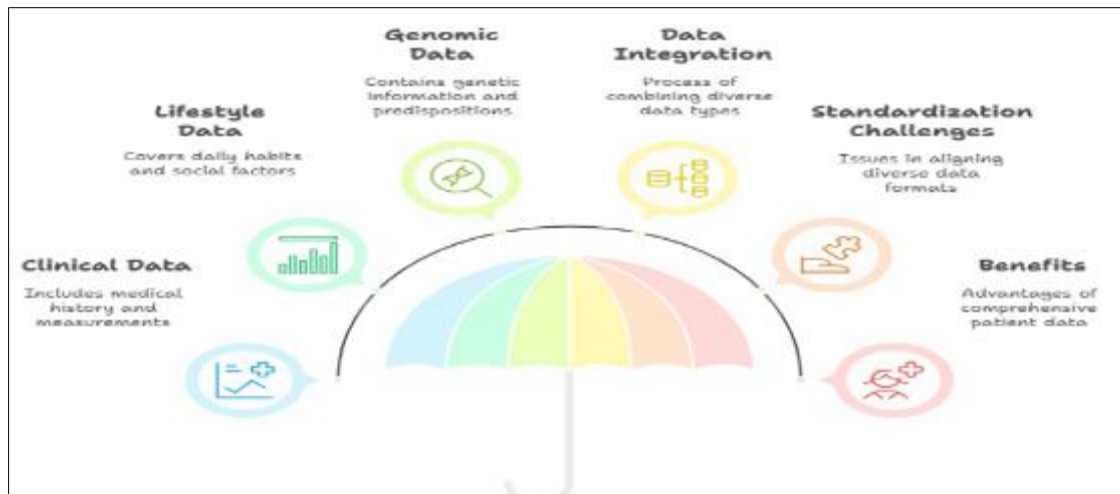 Genomic
Data
Contains genetic
information and
predispositions
Data
Integration
Process of
combining diverse
data types
Lifestyle
Data
Covers daily habits
and social factors
Standardization
Challenges
Issues in aligning
diverse data
formats
Clinical Data
Includes medical
history and
measurements
Benefits
Advantages of
comprehensive
patient data